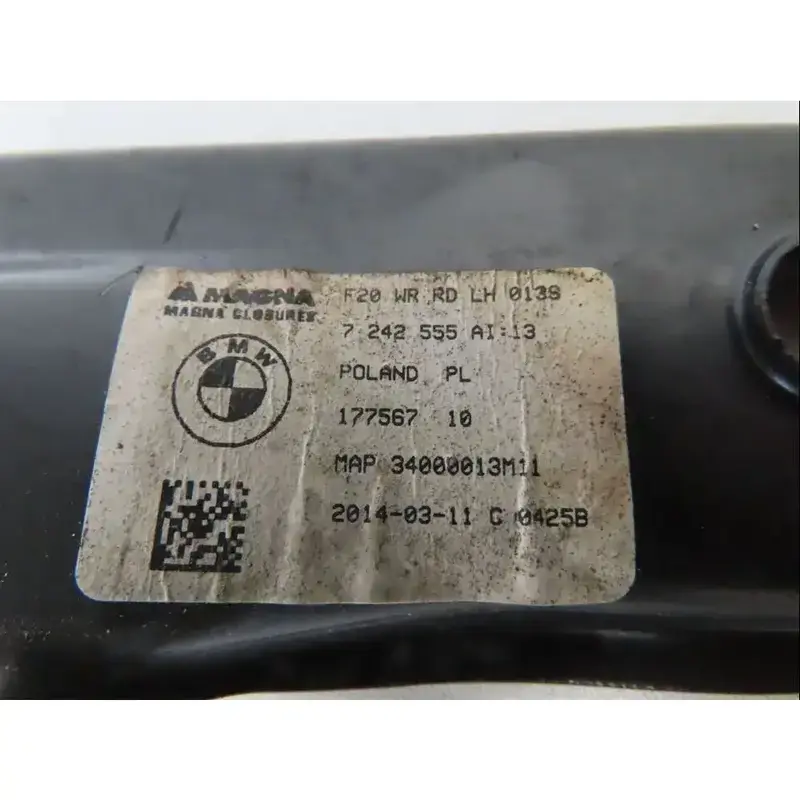 MAGNA
MAGNA CLOSURES
BMW
F20 WR RD LH 013S
7 242 555 AI:13
POLAND PL
177567 10
MAP 34000013M11
2014-03-11 C 0425B